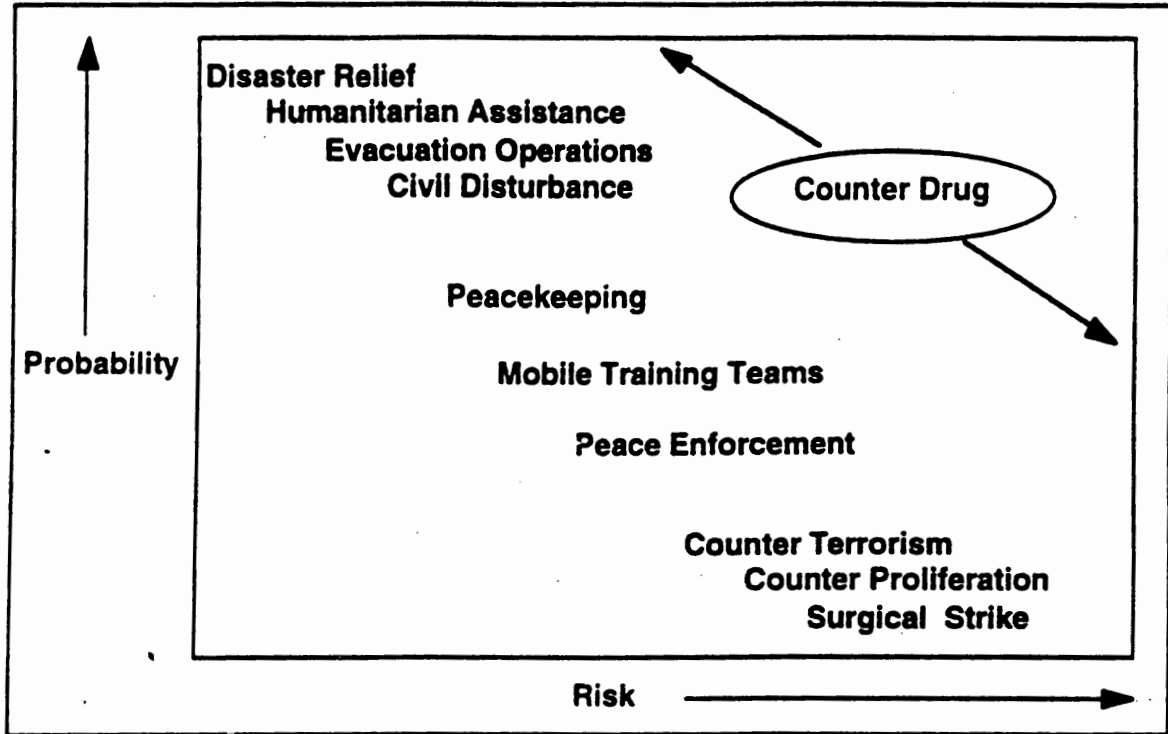 Disaster Relief
Humanitarian Assistance
Evacuation Operations
Civil Disturbance
Counter Drug
Peacekeeping
Probability
Mobile Training Teams
Peace Enforcement
Counter Terrorism
Counter Proliferation
Surgical Strike
Risk